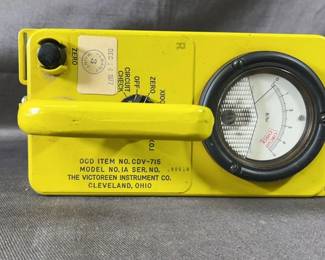 ZERO
R
CIRCUIT
CHECK
OFF
ZERO
X100
OCD ITEM NO. CDV-715
MODEL NO. 1A SER. NO.
THE VICTOREEN INSTRUMENT CO.
CLEVELAND, OHIO